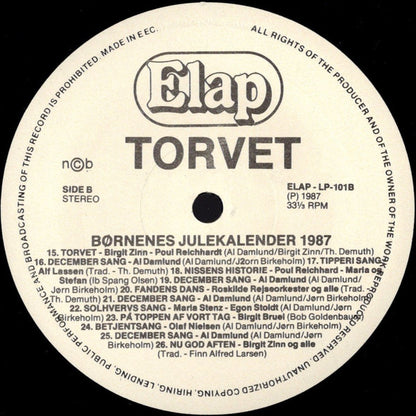 ALL RIGHTS OF THE PRODUCER AND OF THE OWNER OF THE WORK REPRODUCED RESERVED. UNAUTHORIZED COPYING, HIRING, LENDING, PUBLIC PERFORMANCE AND BROADCASTING OF THIS RECORD IS PROHIBITED. MADE IN E.EC.
Elap
TORVET
n©b
SIDE B
STEREO
ELAP - LP-101B
(P) 1987
33⅓ RPM
BØRNENES JULEKALENDER 1987
15. TORVET - Birgit Zinn - Poul Reichhardt (Al Damlund/Birgit Zinn/Th. Demuth)
16. DECEMBER SANG - Al Damlund (Al Damlund/J2orn Birkeholm) 17. TIPPERI SANG
Alf Lassen (Trad. - Th. Demuth) 18. NISSENS HISTORIE - Poul Reichhard - Maria og
Stefan (Ib Spang Olsen) 19. DECEMBER SANG - Al Damlund (Al Damlund/Jørn
Birkeholm) 20. FANDENS DANS - Roskilde Rejseorkester og alle (Trad.)
21. DECEMBER SANG - Al Damlund (Al Damlund/Jørn Birkeholm)
22. SOLHVERVS SANG - Maria Stenz - Egon Stoldt (Al Damlund/Jørn
Birkeholm) 23. PÅ TOPPEN AF VORT TAG - Birgit Bruel (Bob Goldenbaum)
24. BETJENTSANG - Olaf Nielsen (Al Damlund/Jørn Birkeholm)
25. DECEMBER SANG - Al Damlund (Al Damlund/Jørn
Birkeholm) 26. NU GOD AFTEN - Birgit Zinn og alle
(Trad. - Finn Alfred Larsen)